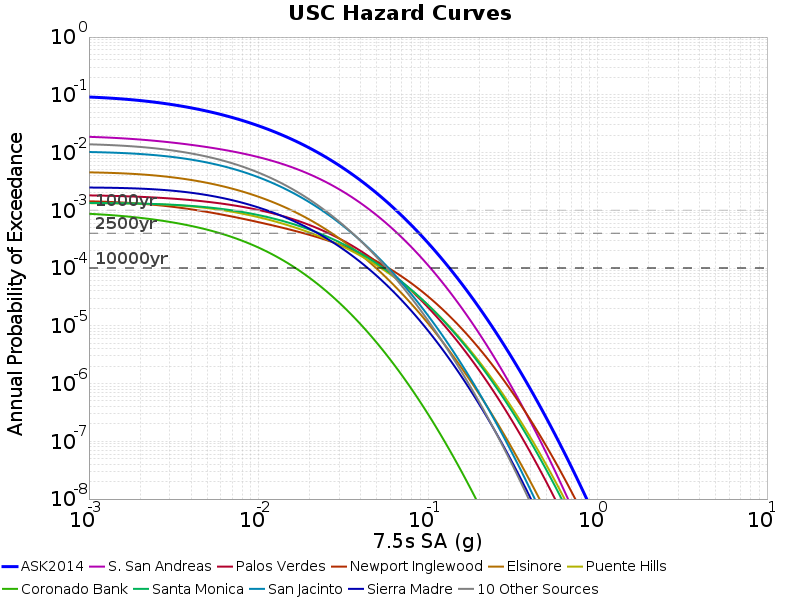 USC Hazard Curves
Annual Probability of Exceedance
10^0
10^-1
10^-2
10^-3
10^-4
10^-5
10^-6
10^-7
10^-8
1000yr
2500yr
10000yr
10^-3 10^-2 10^-1 10^0 10^1
7.5s SA (g)
ASK2014 S. San Andreas Palos Verdes Newport Inglewood Elsinore Puente Hills
Coronado Bank Santa Monica San Jacinto Sierra Madre 10 Other Sources